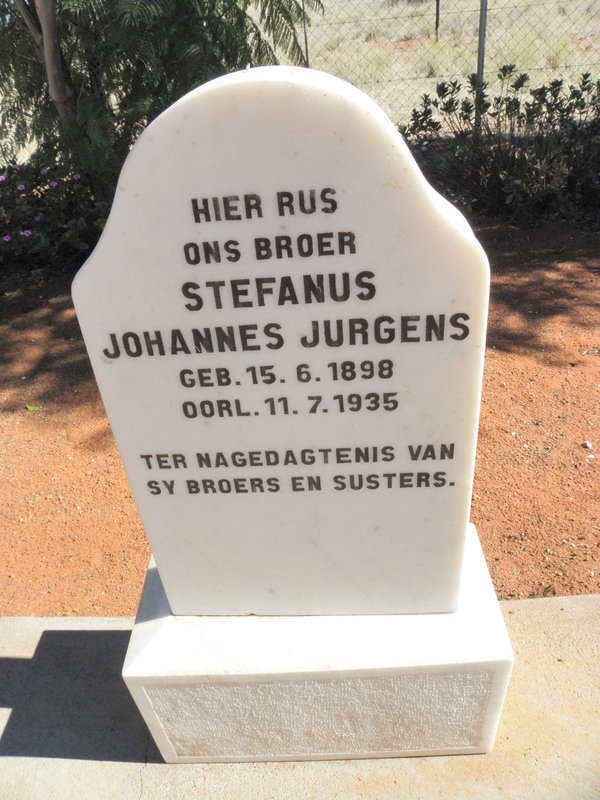 HIER RUS
ONS BROER
STEFANUS
JOHANNES JURGENS
GEB. 15. 6. 1898
OORL. 11. 7. 1935
TER NAGEDAGTENIS VAN
SY BROERS EN SUSTERS.